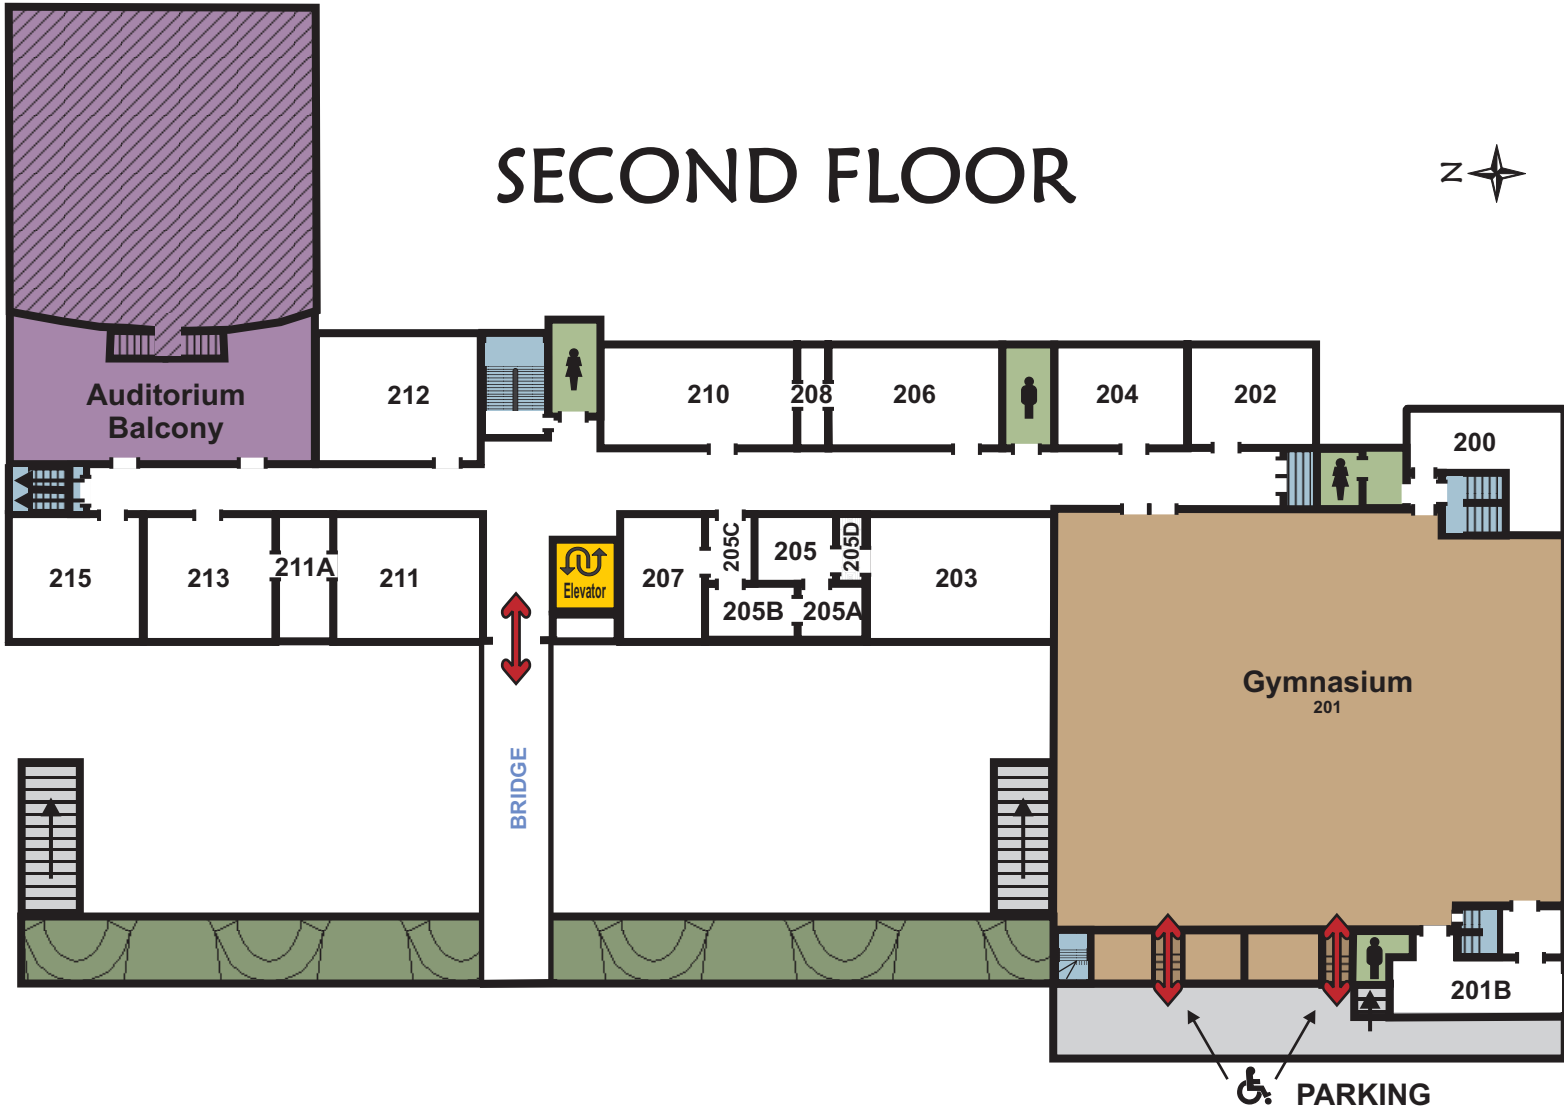 SECOND FLOOR
N
Auditorium
Balcony
212
210
208
206
204
202
200
215
213
211A
211
Elevator
207
205C
205
205D
203
205B
205A
Gymnasium
201
BRIDGE
201B
PARKING